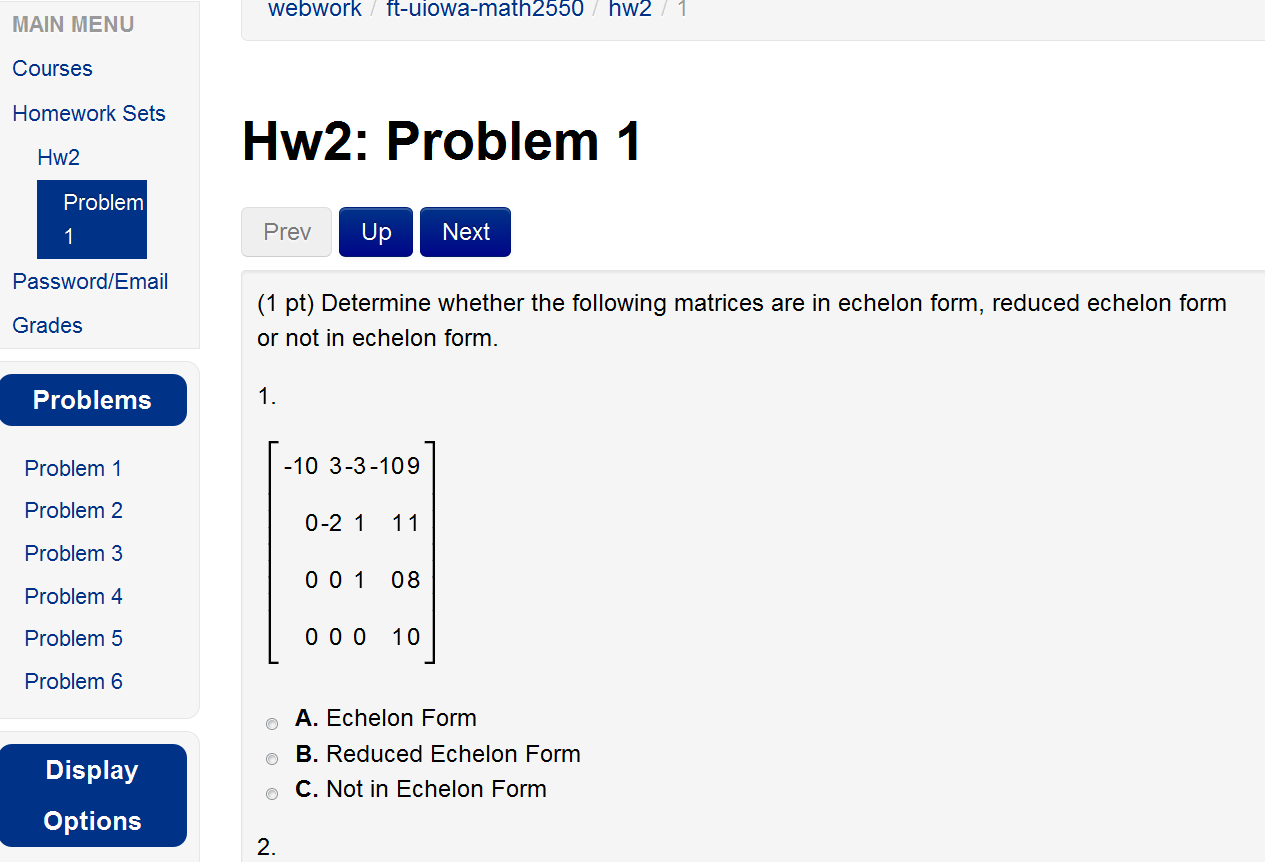 MAIN MENU
Courses
Homework Sets
Hw2
Problem
1
Password/Email
Grades
Problems
Problem 1
Problem 2
Problem 3
Problem 4
Problem 5
Problem 6
Display
Options
webwork / ft-uiowa-math2550 / hw2 / 1
Hw2: Problem 1
Prev Up Next
(1 pt) Determine whether the following matrices are in echelon form, reduced echelon form
or not in echelon form.
1.
-10 3 -3 -10 9
0 -2 1 1 1
0 0 1 0 8
0 0 0 1 0
A. Echelon Form
B. Reduced Echelon Form
C. Not in Echelon Form
2.